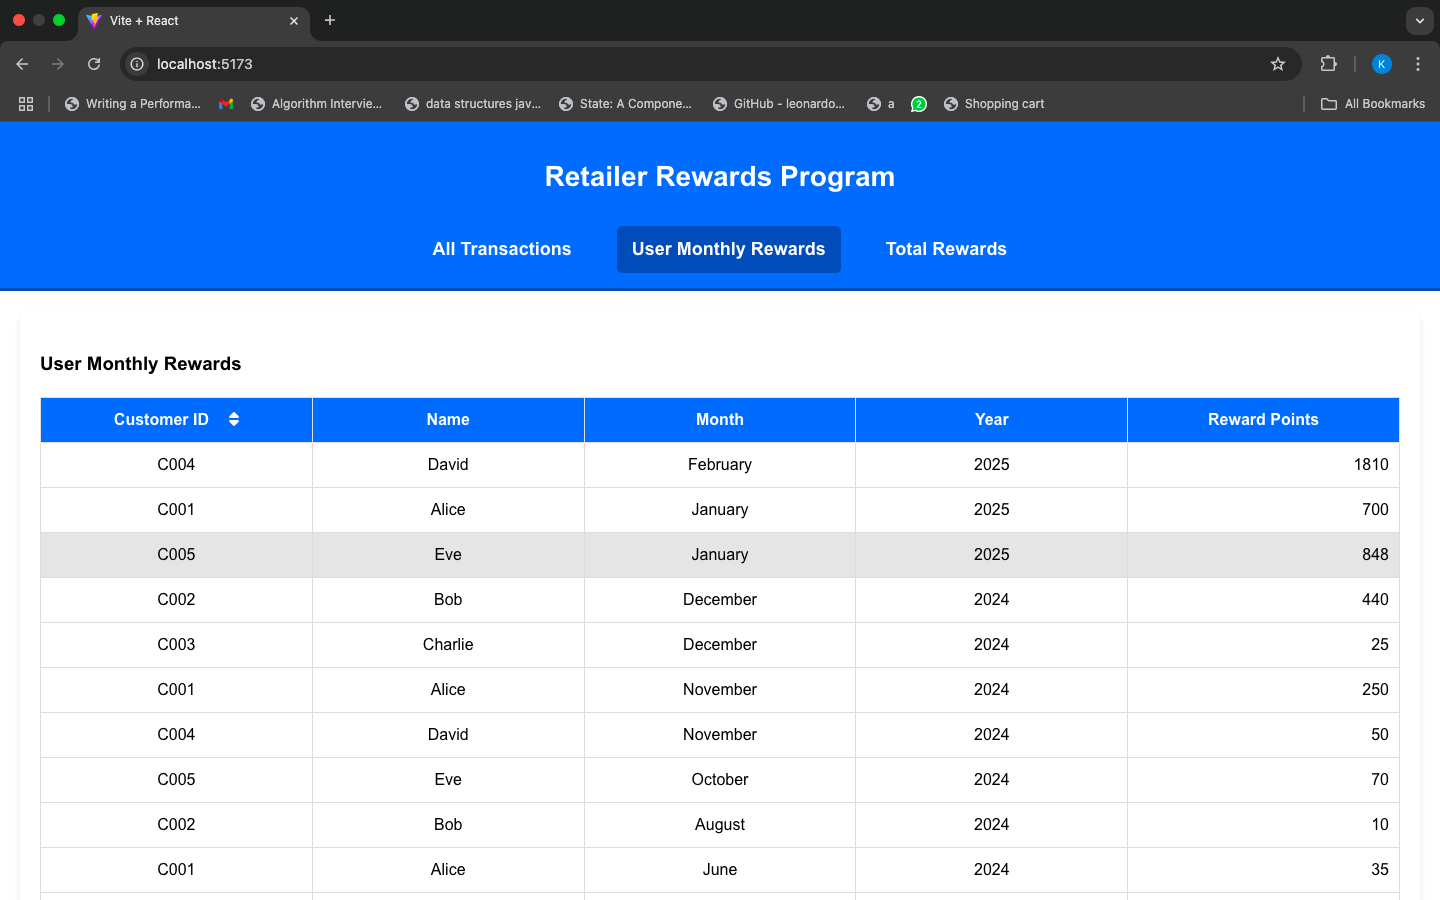 Vite + React
localhost:5173
K
Writing a Performa...
Algorithm Intervie...
data structures jav...
State: A Compone...
GitHub - leonardo...
a
2
Shopping cart
All Bookmarks
Retailer Rewards Program
All Transactions User Monthly Rewards Total Rewards
User Monthly Rewards
Customer ID Name Month Year Reward Points
C004 David February 2025 1810
C001 Alice January 2025 700
C005 Eve January 2025 848
C002 Bob December 2024 440
C003 Charlie December 2024 25
C001 Alice November 2024 250
C004 David November 2024 50
C005 Eve October 2024 70
C002 Bob August 2024 10
C001 Alice June 2024 35